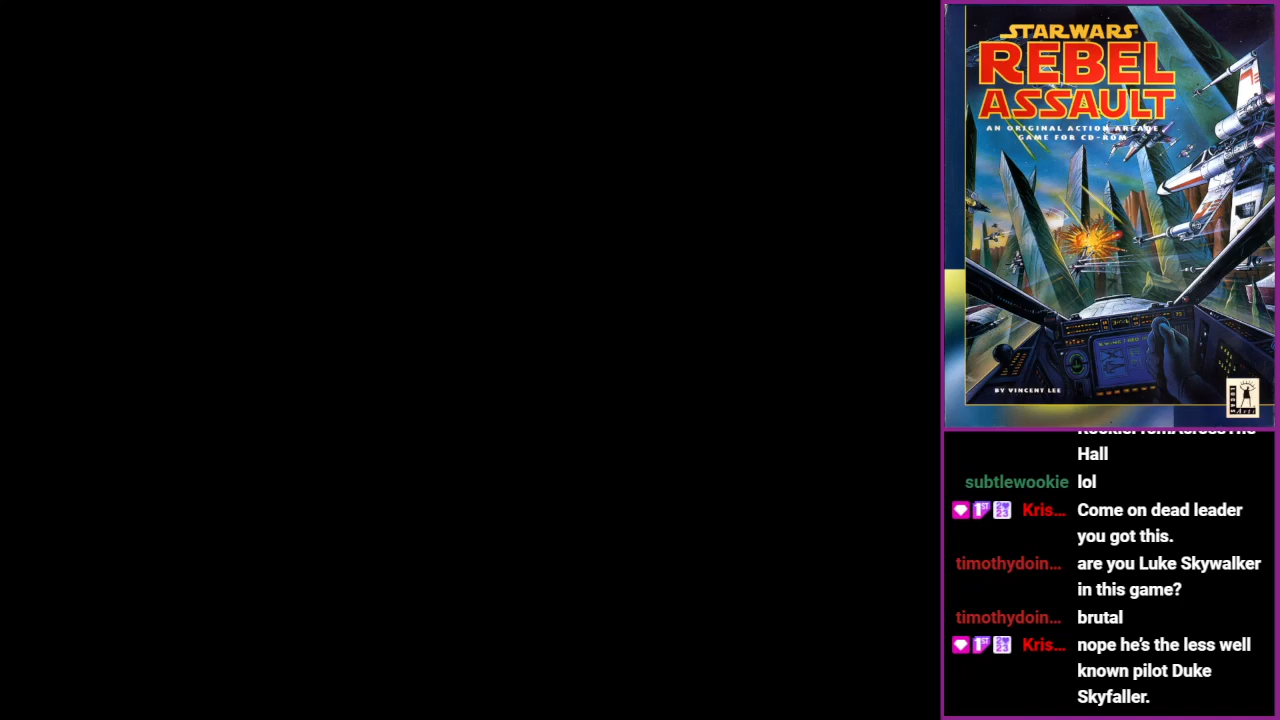 STAR WARS
REBEL
ASSAULT
AN ORIGINAL ACTION ARCADE
GAME FOR CD-ROM
BY VINCENT LEE
Hall
subtlewookie lol
Kris... Come on dead leader
you got this.
timothydoin... are you Luke Skywalker
in this game?
timothydoin... brutal
Kris... nope he's the less well
known pilot Duke
Skyfaller.